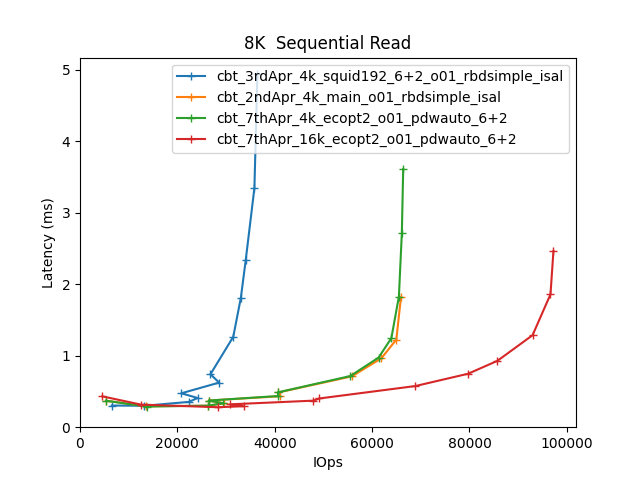 8K  Sequential Read
cbt_3rdApr_4k_squid192_6+2_o01_rbdsimple_isal
cbt_2ndApr_4k_main_o01_rbdsimple_isal
cbt_7thApr_4k_ecopt2_o01_pdwauto_6+2
cbt_7thApr_16k_ecopt2_o01_pdwauto_6+2
5
4
3
2
1
0
Latency (ms)
0 20000 40000 60000 80000 100000
IOps